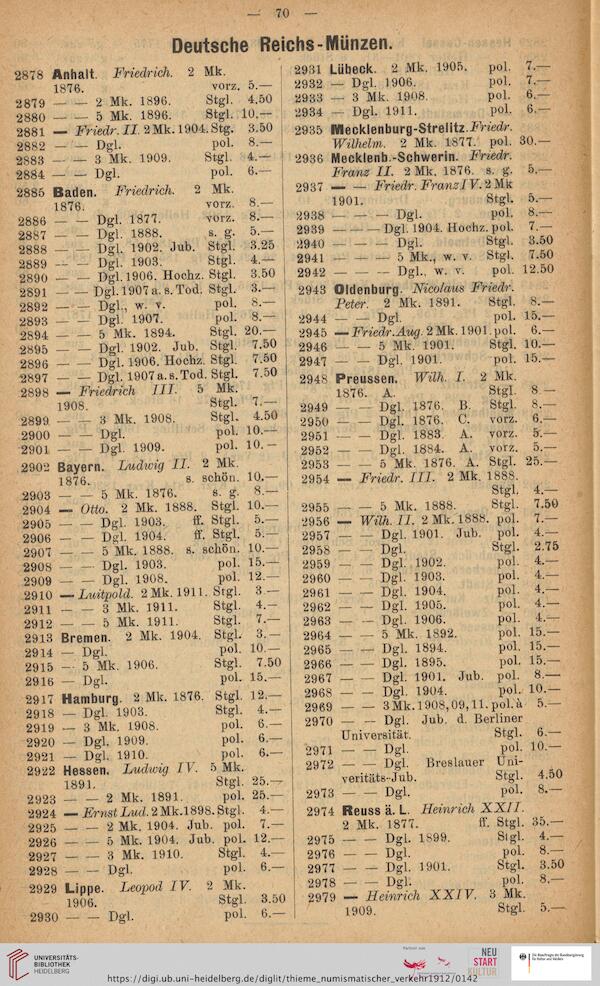 — 70 —
Deutsche Reichs-Münzen.
2878 Anhalt. Friedrich. 2 Mk.
1876. vorz. 5.—
2879 — — 2 Mk. 1896. Stgl. 4.50
2880 — — 5 Mk. 1896. Stgl. 10.—
2881 — Friedr. II. 2 Mk. 1904. Stg. 3.50
2882 — — Dgl. pol. 8.—
2883 — — 3 Mk. 1909. Stgl. 4.—
2884 — — Dgl. pol. 6.—
2885 Baden. Friedrich. 2 Mk.
1876. vorz. 8.—
2886 — — Dgl. 1877. vorz. 8.—
2887 — — Dgl. 1888. s. g. 5.—
2888 — — Dgl. 1902. Jub. Stgl. 3.25
2889 — — Dgl. 1903. Stgl. 4.—
2890 — — Dgl. 1906. Hochz. Stgl. 3.50
2891 — — Dgl. 1907 a. s. Tod. Stgl. 3.—
2892 — — Dgl., w. v. pol. 8.—
2893 — — Dgl. 1907. pol. 8.—
2894 — — 5 Mk. 1894. Stgl. 20.—
2895 — — Dgl. 1902. Jub. Stgl. 7.50
2896 — — Dgl. 1906. Hochz. Stgl. 7.50
2897 — — Dgl. 1907 a. s. Tod. Stgl. 7.50
2898 — Friedrich III. 5 Mk.
1908. Stgl. 7.—
2899 — — 3 Mk. 1908. Stgl. 4.50
2900 — — Dgl. pol. 10.—
2901 — — Dgl. 1909. pol. 10.—
2902 Bayern. Ludwig II. 2 Mk.
1876. s. schön. 10.—
2903 — — 5 Mk. 1876. s. g. 8.—
2904 — Otto. 2 Mk. 1888. Stgl. 10.—
2905 — — Dgl. 1903. ff. Stgl. 5.—
2906 — — Dgl. 1904. ff. Stgl. 5.—
2907 — — 5 Mk. 1888. s. schön. 10.—
2908 — — Dgl. 1903. pol. 15.—
2909 — — Dgl. 1908. pol. 12.—
2910 — Luitpold. 2 Mk. 1911. Stgl. 3.—
2911 — — 3 Mk. 1911. Stgl. 4.—
2912 — — 5 Mk. 1911. Stgl. 7.—
2913 Bremen. 2 Mk. 1904. Stgl. 3.—
2914 — Dgl. pol. 10.—
2915 — 5 Mk. 1906. Stgl. 7.50
2916 — Dgl. pol. 15.—
2917 Hamburg. 2 Mk. 1876. Stgl. 12.—
2918 — Dgl. 1903. Stgl. 4.—
2919 — 3 Mk. 1908. pol. 6.—
2920 — Dgl. 1909. pol. 6.—
2921 — Dgl. 1910. pol. 6.—
2922 Hessen. Ludwig IV. 5 Mk.
1891. Stgl. 25.—
2923 — — 2 Mk. 1891. pol. 25.—
2824 — Ernst Lud. 2 Mk. 1898. Stgl. 4.—
2825 — — 2 Mk. 1904. Jub. pol. 7.—
2826 — — 5 Mk. 1904. Jub. pol. 12.—
2927 — — 3 Mk. 1910. Stgl. 4.—
2928 — — Dgl. pol. 6.—
2929 Lippe. Leopod IV. 2 Mk.
1906. Stgl. 3.50
2930 — — Dgl. pol. 6.—
2931 Lübeck. 2 Mk. 1905. pol. 7.—
2932 — Dgl. 1906. pol. 7.—
2933 — 3 Mk. 1908. pol. 6.—
2934 — Dgl. 1911. pol. 6.—
2935 Mecklenburg-Strelitz. Friedr.
Wilhelm. 2 Mk. 1877. pol. 30.—
2936 Mecklenb.-Schwerin. Friedr.
Franz II. 2 Mk. 1876. s. g. 5.—
2937 — — Friedr. Franz IV. 2 Mk
1901. Stgl. 5.—
2938 — — — Dgl. pol. 8.—
2939 — — — Dgl. 1904. Hochz. pol. 7.—
2940 — — — Dgl. Stgl. 3.50
2941 — — — 5 Mk., w. v. Stgl. 7.50
2942 — — — Dgl., w. v. pol. 12.50
2943 Oldenburg. Nicolaus Friedr.
Peter. 2 Mk. 1891. Stgl. 8.—
2944 — — Dgl. pol. 15.—
2945 — Friedr. Aug. 2 Mk. 1901. pol. 6.—
2946 — — 5 Mk. 1901. Stgl. 10.—
2947 — — Dgl. 1901. pol. 15.—
2948 Preussen. Wilh. I. 2 Mk.
1876. A. Stgl. 8.—
2949 — — Dgl. 1876. B. Stgl. 8.—
2950 — — Dgl. 1876. C. vorz. 6.—
2951 — — Dgl. 1883. A. vorz. 5.—
2952 — — Dgl. 1884. A. vorz. 5.—
2953 — — 5 Mk. 1876. A. Stgl. 25.—
2954 — Friedr. III. 2 Mk. 1888.
Stgl. 4.—
2955 — — 5 Mk. 1888. Stgl. 7.50
2956 — Wilh. II. 2 Mk. 1888. pol. 7.—
2957 — — Dgl. 1901. Jub. pol. 4.—
2958 — — Dgl. Stgl. 2.75
2959 — — Dgl. 1902. pol. 4.—
2960 — — Dgl. 1903. pol. 4.—
2961 — — Dgl. 1904. pol. 4.—
2962 — — Dgl. 1905. pol. 4.—
2963 — — Dgl. 1906. pol. 4.—
2964 — — 5 Mk. 1892. pol. 15.—
2965 — — Dgl. 1894. pol. 15.—
2966 — — Dgl. 1895. pol. 15.—
2967 — — Dgl. 1901. Jub. pol. 8.—
2968 — — Dgl. 1904. pol. 10.—
2969 — — 3 Mk. 1908, 09, 11. pol. à 5.—
2970 — — Dgl. Jub. d. Berliner
Universität. Stgl. 6.—
2971 — — Dgl. pol. 10.—
2972 — — Dgl. Breslauer Uni-
veritäts-Jub. Stgl. 4.50
2973 — — Dgl. pol. 8.—
2974 Reuss ä. L. Heinrich XXII.
2 Mk. 1877. ff. Stgl. 35.—
2975 — — Dgl. 1899. Stgl. 4.—
2976 — — Dgl. pol. 8.—
2977 — — Dgl. 1901. Stgl. 3.50
2978 — — Dgl. pol. 8.—
2979 — Heinrich XXIV. 3 Mk.
1909. Stgl. 5.—
UNIVERSITÄTS-
BIBLIOTHEK
HEIDELBERG
https://digi.ub.uni-heidelberg.de/diglit/thieme_numismatischer_verkehr1912/0142
NEU
START
KULTUR